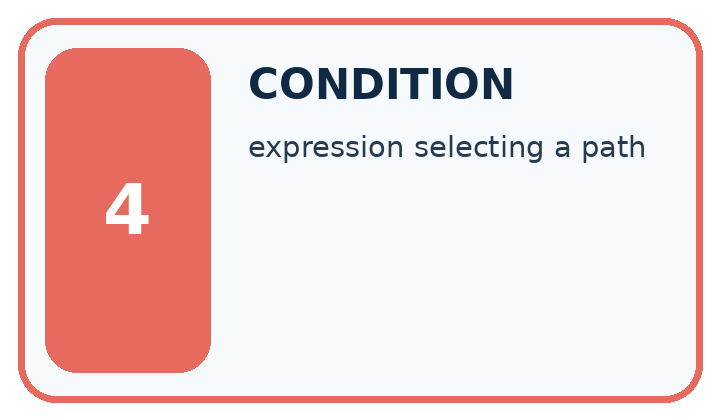 4
CONDITION
expression selecting a path